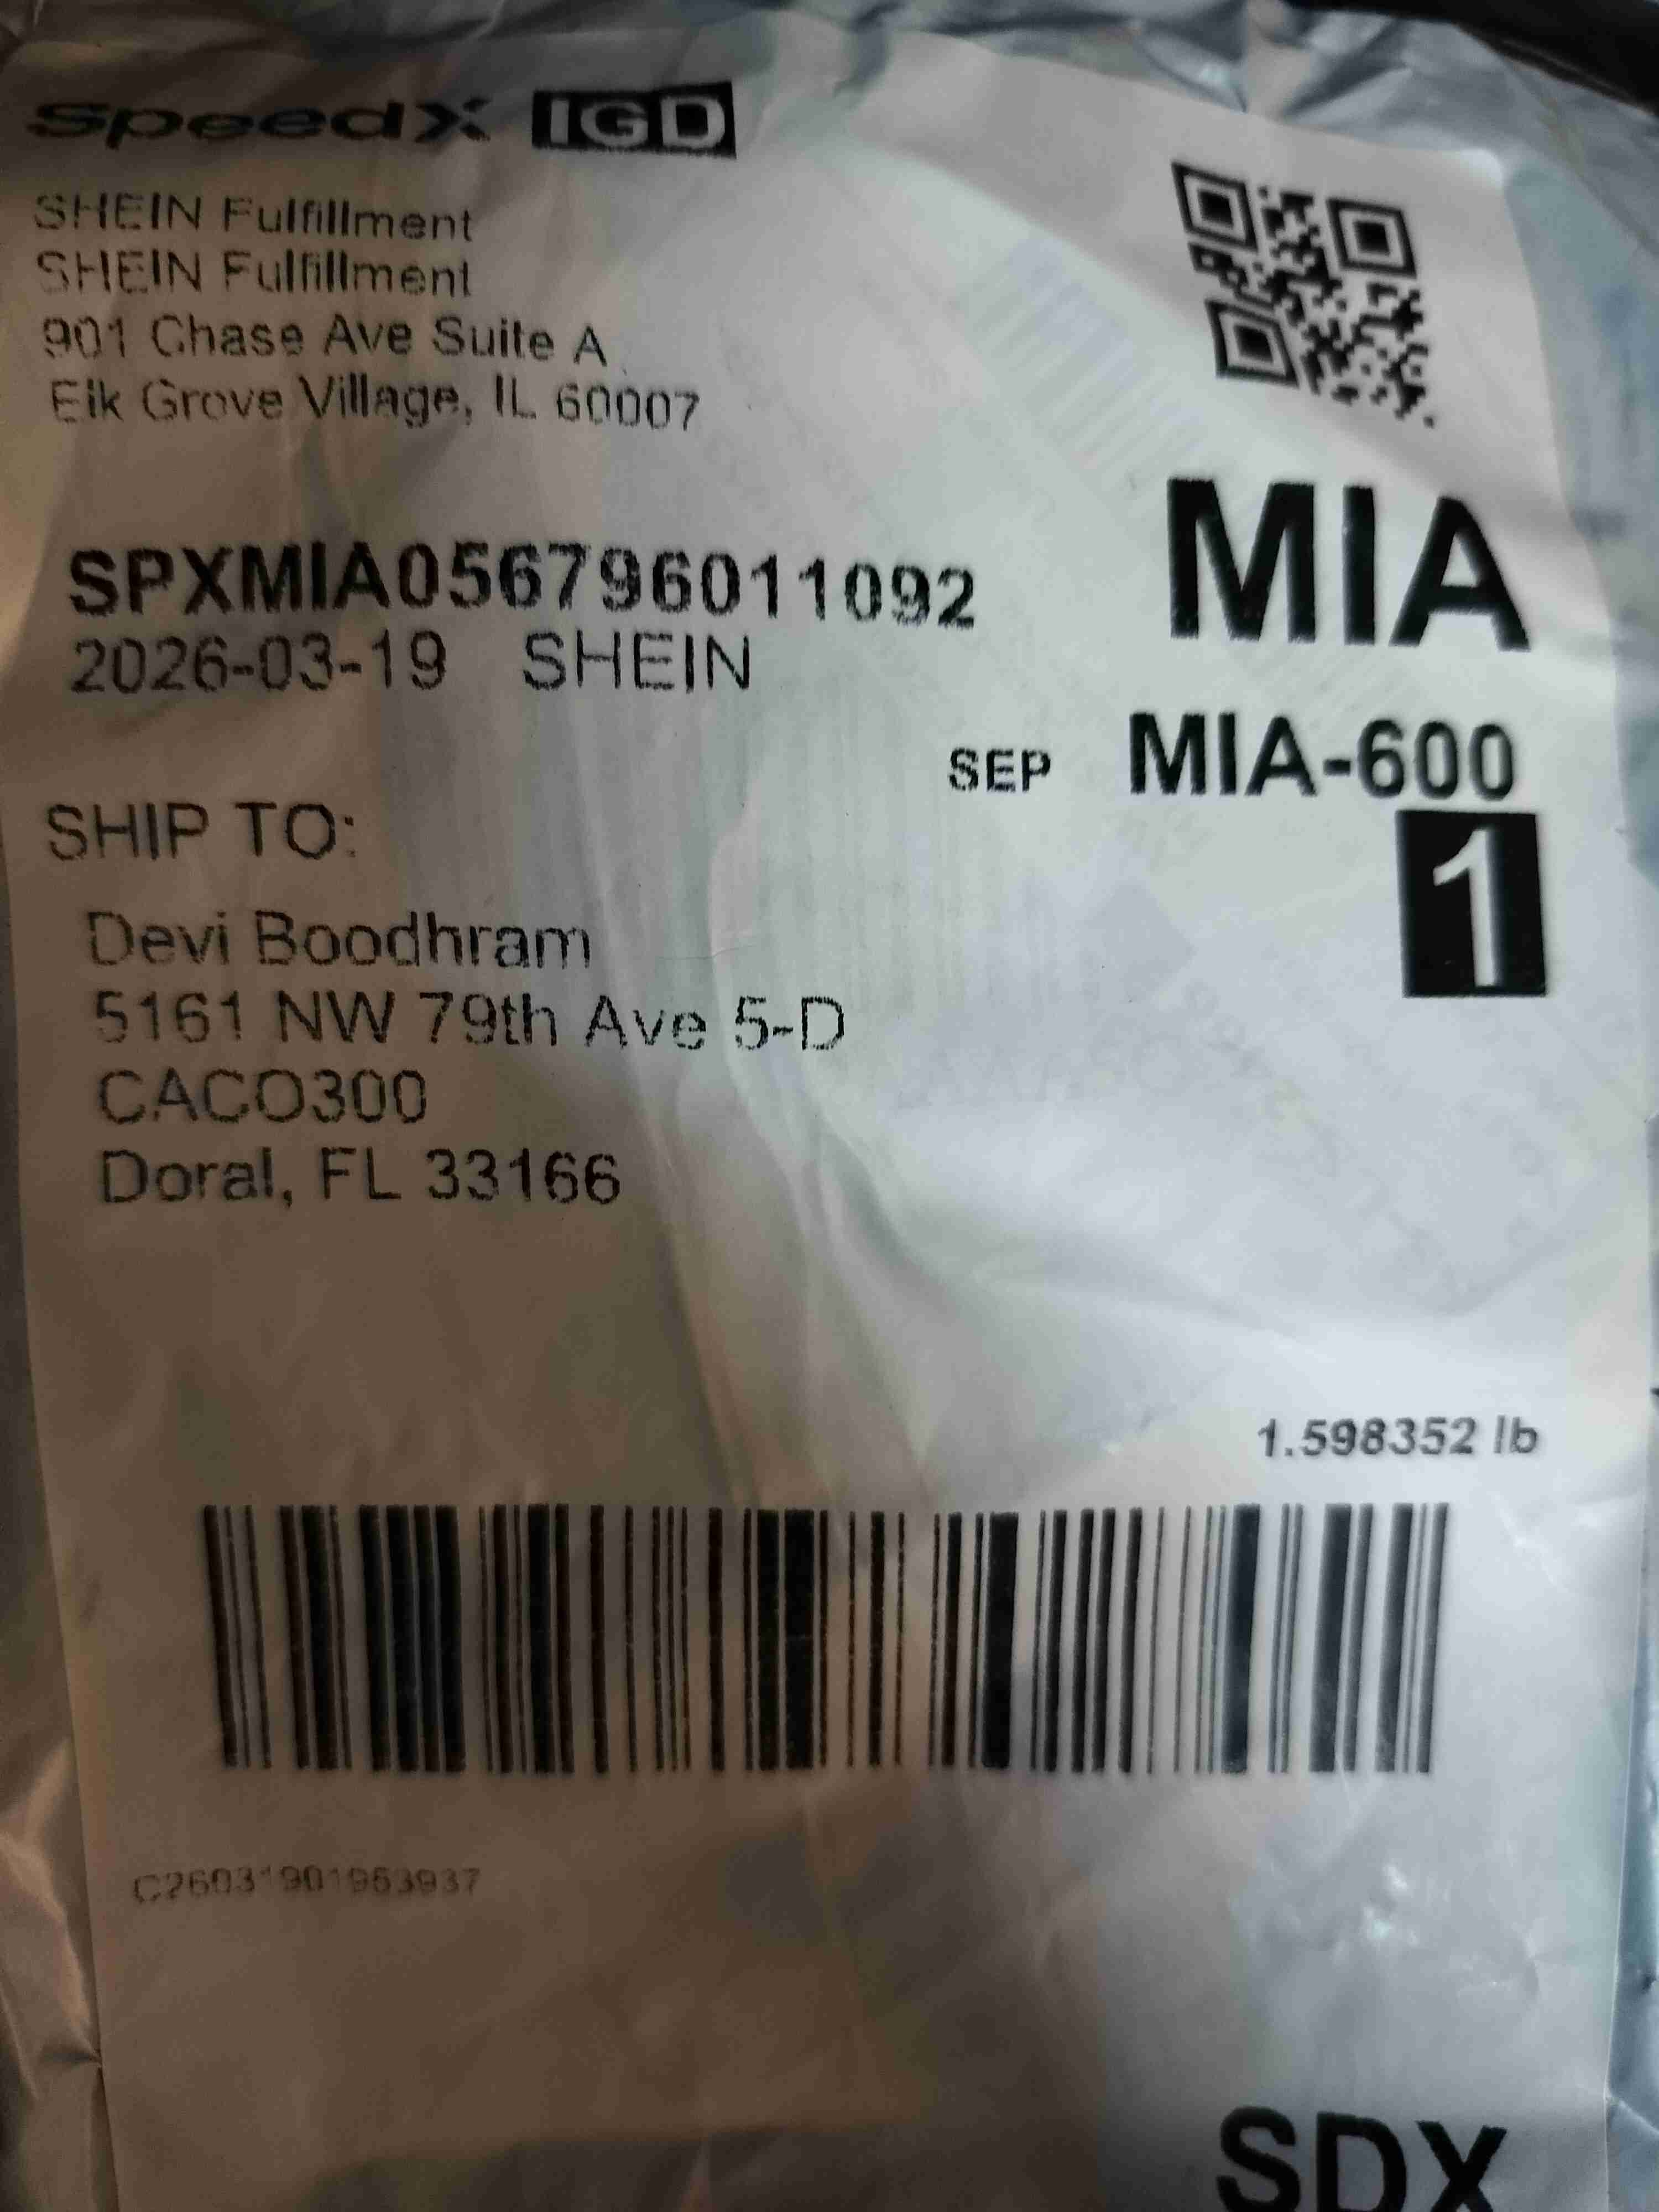 SpeedX IGD
SHEIN Fulfillment
SHEIN Fulfillment
901 Chase Ave Suite A
Elk Grove Village, IL 60007
MIA
SPXMIA056796011092
2026-03-19 SHEIN
SEP MIA-600
1
SHIP TO:
Devi Boodhram
5161 NW 79th Ave 5-D
CACO300
Doral, FL 33166
1.598352 lb
C26031901953937
SDX